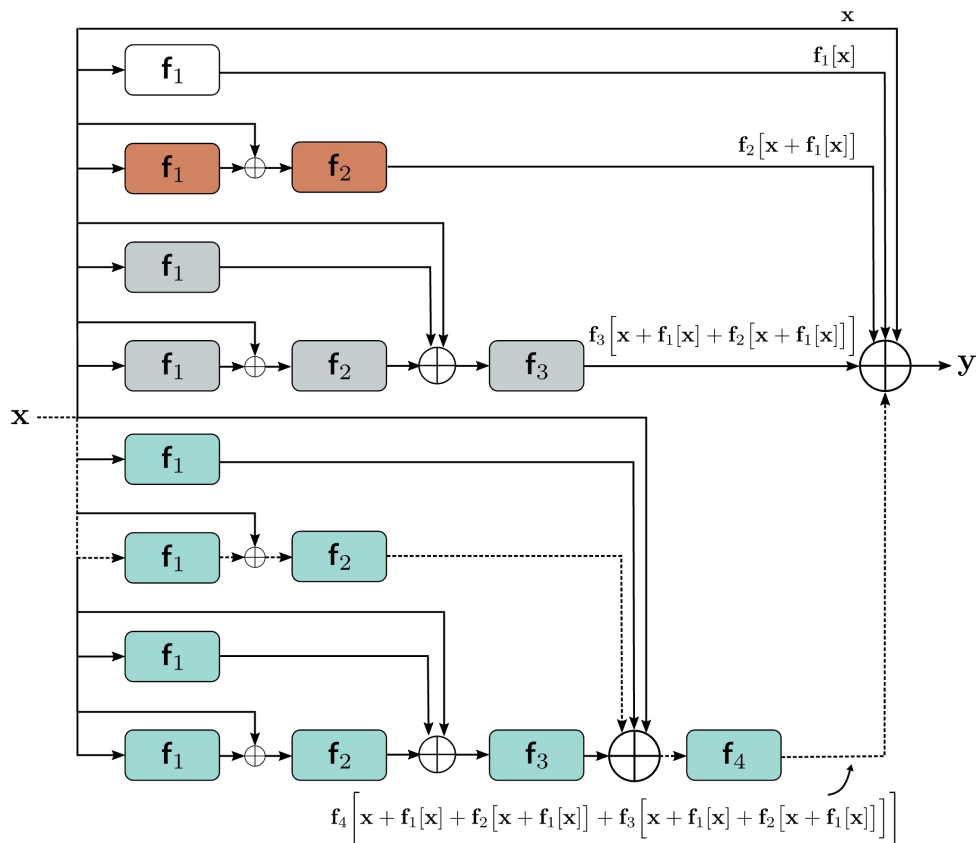 x
f₁[x]
f₁
f₂[x + f₁[x]]
f₁ f₂
f₁
f₃[x + f₁[x] + f₂[x + f₁[x]]]
f₁ f₂ f₃
y
x
f₁
f₁ f₂
f₁
f₁ f₂ f₃ f₄
f₄[x + f₁[x] + f₂[x + f₁[x]] + f₃[x + f₁[x] + f₂[x + f₁[x]]]]